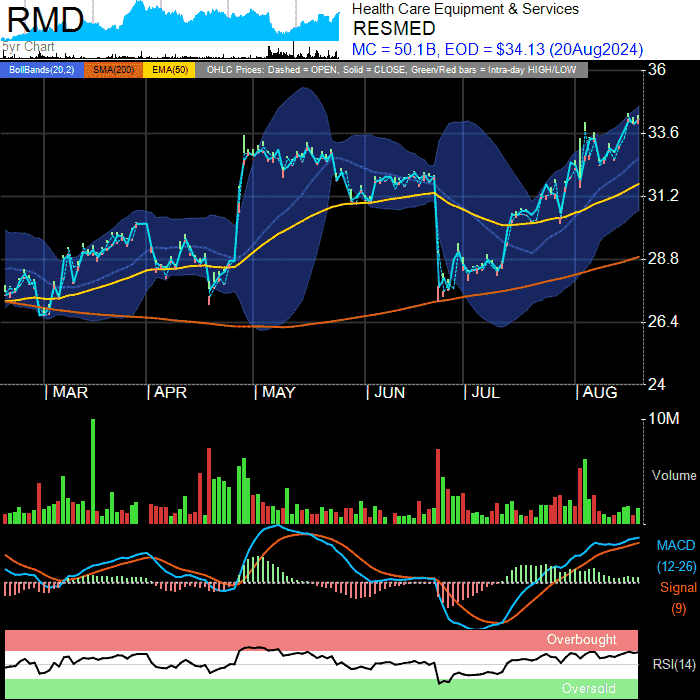 RMD
5yr Chart
Health Care Equipment & Services
RESMED
MC = 50.1B, EOD = $34.13 (20Aug2024)
BollBands(20,2) SMA(200) EMA(50) OHLC Prices: Dashed = OPEN, Solid = CLOSE, Green/Red bars = Intra-day HIGH/LOW
36
33.6
31.2
28.8
26.4
24
MAR APR MAY JUN JUL AUG
10M
Volume
MACD
(12-26)
Signal
(9)
Overbought
RSI(14)
Oversold